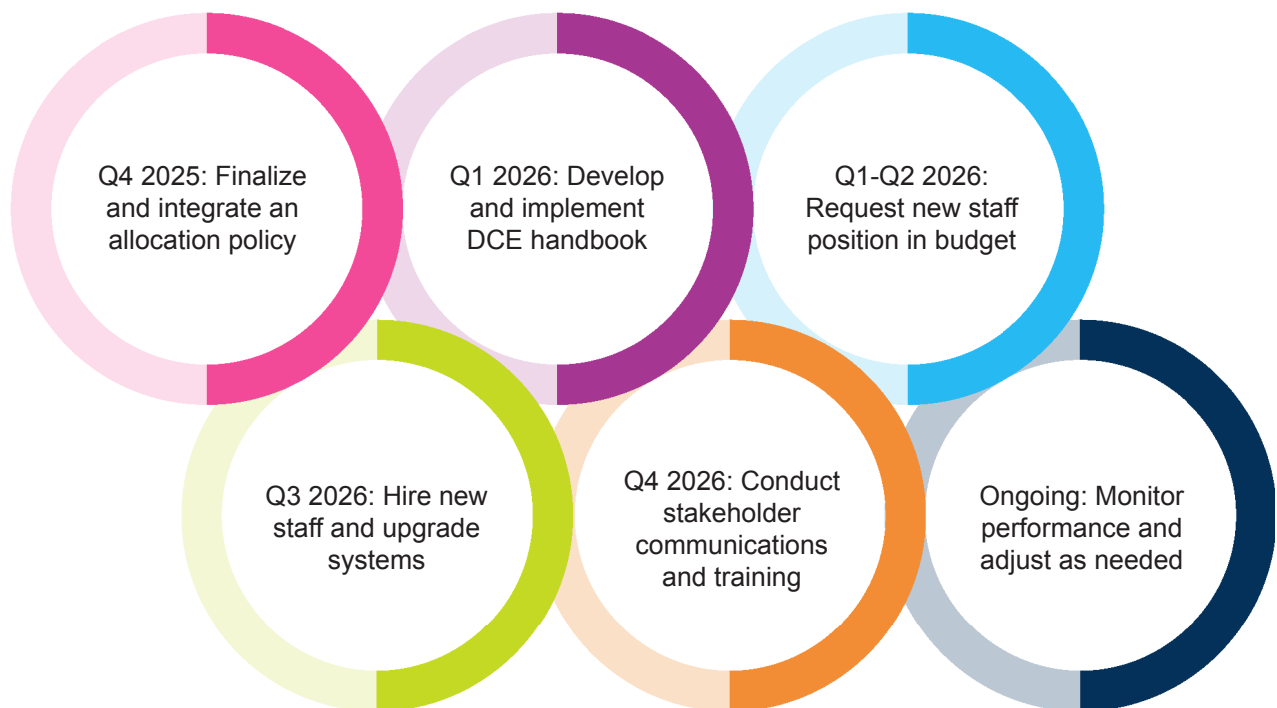 Q4 2025: Finalize
and integrate an
allocation policy
Q1 2026: Develop
and implement
DCE handbook
Q1-Q2 2026:
Request new staff
position in budget
Q3 2026: Hire new
staff and upgrade
systems
Q4 2026: Conduct
stakeholder
communications
and training
Ongoing: Monitor
performance and
adjust as needed